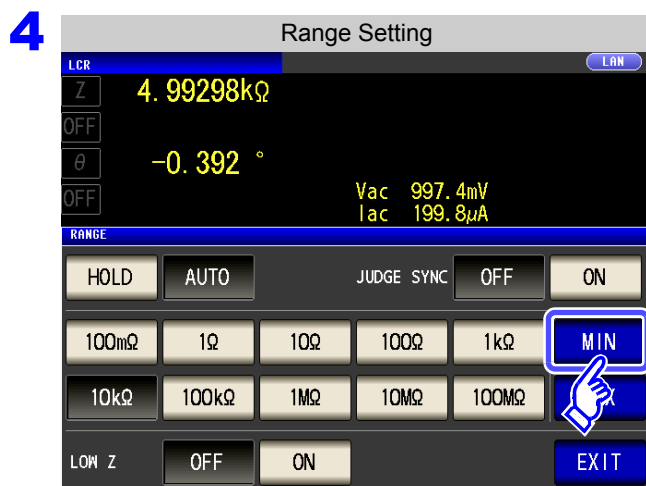 4
Range Setting
LCR
LAN
Z 4.99298kΩ
OFF
θ -0.392 °
OFF
Vac 997.4mV
Iac 199.8μA
RANGE
HOLD AUTO JUDGE SYNC OFF ON
100mΩ 1Ω 10Ω 100Ω 1kΩ MIN
10kΩ 100kΩ 1MΩ 10MΩ 100MΩ
LOW Z OFF ON EXIT